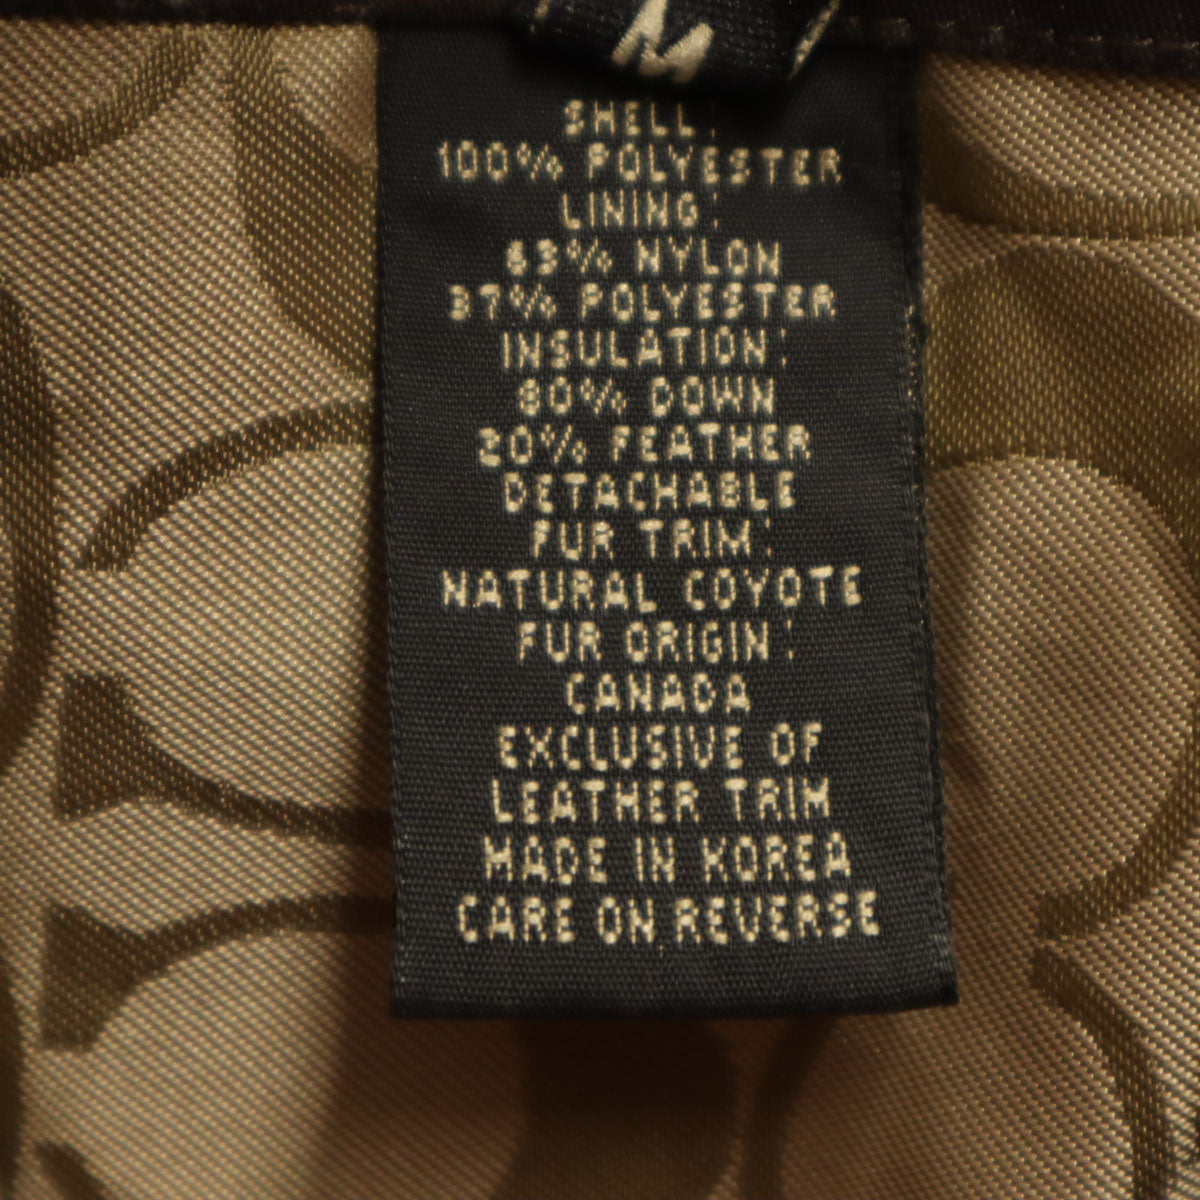 M
SHELL:
100% POLYESTER
LINING:
63% NYLON
37% POLYESTER
INSULATION:
80% DOWN
20% FEATHER
DETACHABLE
FUR TRIM:
NATURAL COYOTE
FUR ORIGIN:
CANADA
EXCLUSIVE OF
LEATHER TRIM
MADE IN KOREA
CARE ON REVERSE